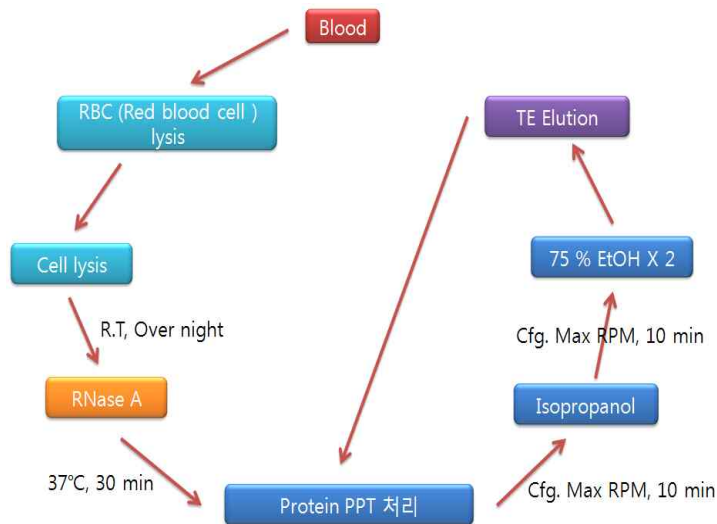 Blood
RBC (Red blood cell )
lysis
Cell lysis
R.T, Over night
RNase A
37℃, 30 min
Protein PPT 처리
Cfg. Max RPM, 10 min
Isopropanol
Cfg. Max RPM, 10 min
75 % EtOH X 2
TE Elution